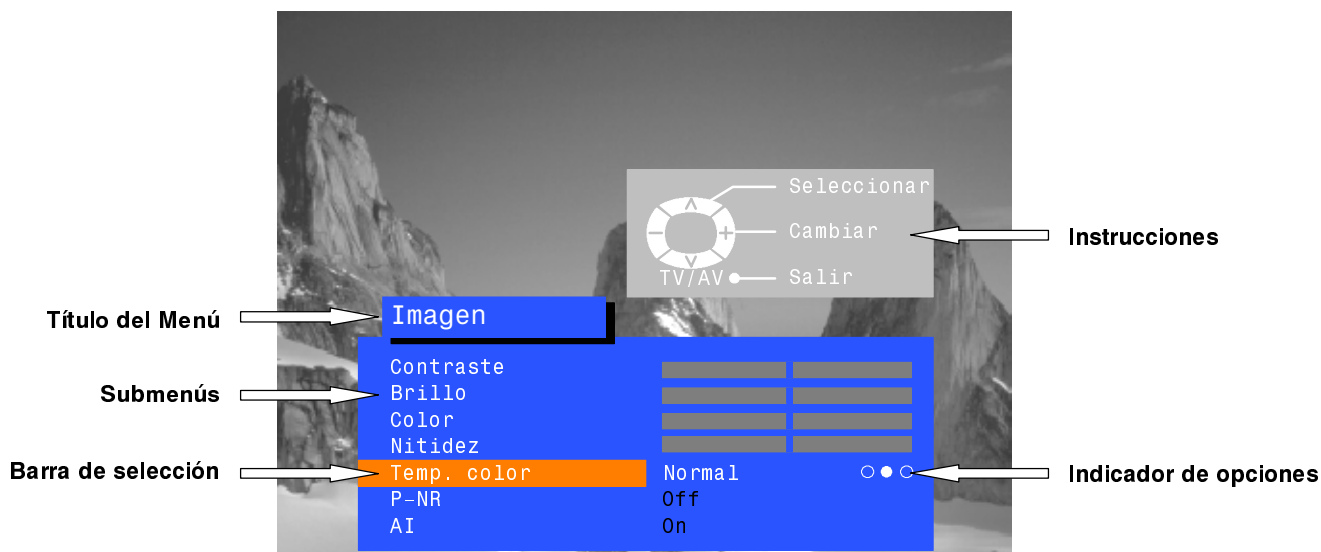 Seleccionar
Cambiar
TV/AV Salir
Instrucciones
Título del Menú
Imagen
Contraste
Submenús
Brillo
Color
Nitidez
Barra de selección
Temp. color Normal
Indicador de opciones
P-NR Off
AI On